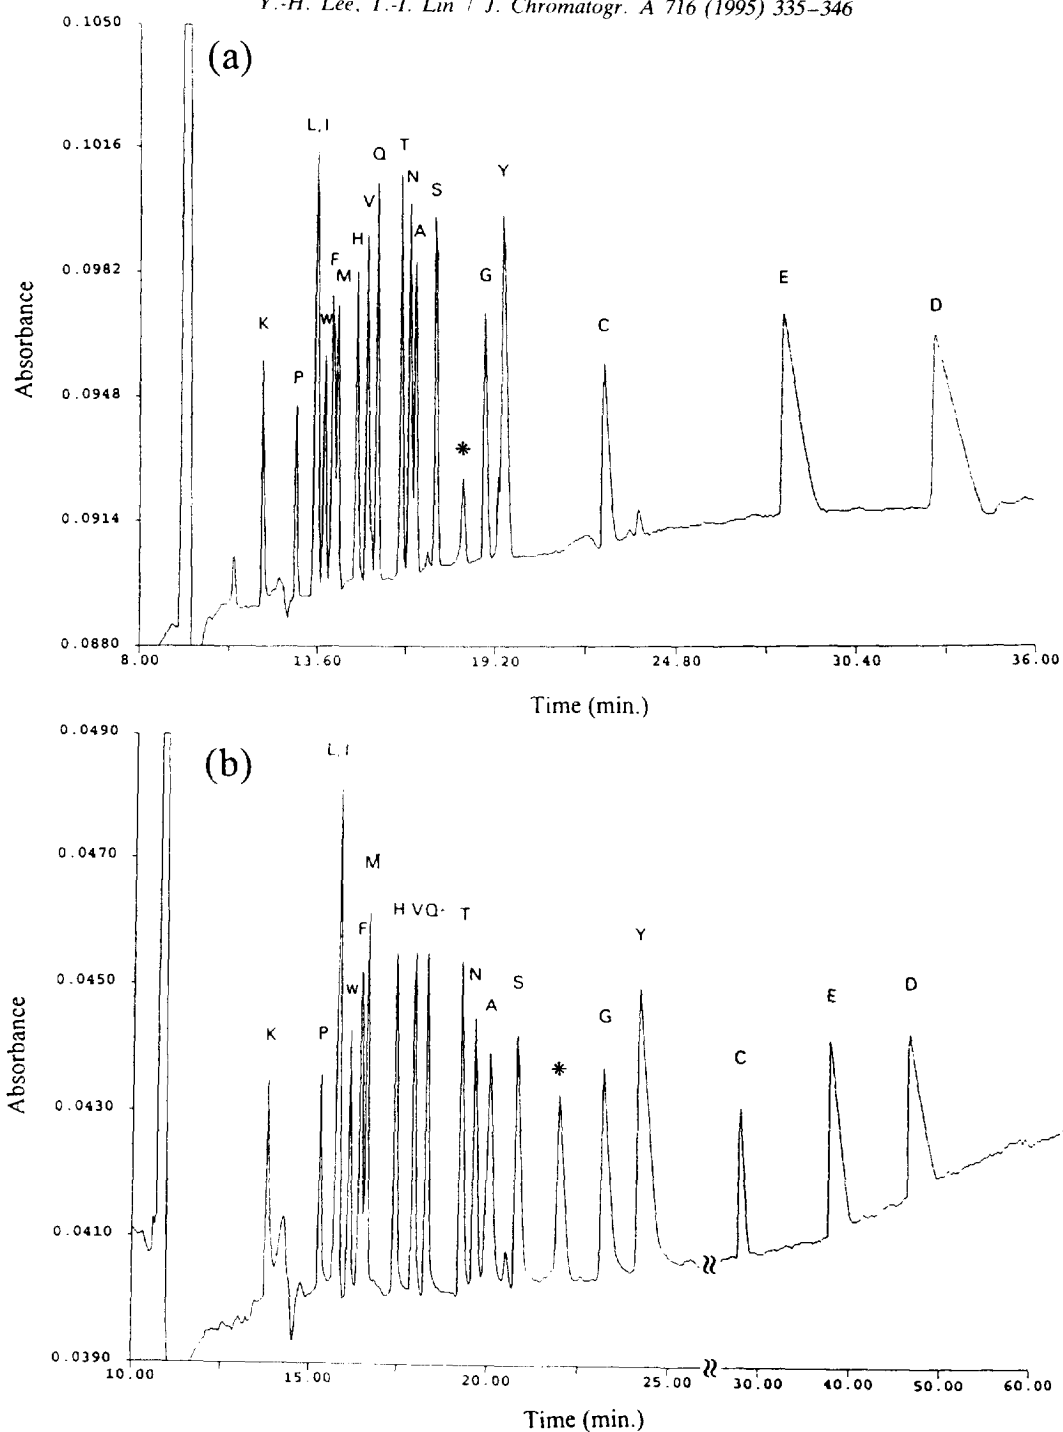 Y.-H. Lee, T.-I. Lin / J. Chromatogr. A 716 (1995) 335–346
(a)
0.1050
0.1016
0.0982
0.0948
0.0914
0.0880
Absorbance
K
P
L,I
W
F
M
H
V
Q
T
N
A
S
*
G
Y
C
E
D
8.00
13.60
19.20
24.80
30.40
36.00
Time (min.)
(b)
0.0490
0.0470
0.0450
0.0430
0.0410
0.0390
Absorbance
K
P
L,I
W
F
M
H
V
Q
T
N
A
S
*
G
Y
C
E
D
10.00
15.00
20.00
25.00
30.00
40.00
50.00
60.00
Time (min.)